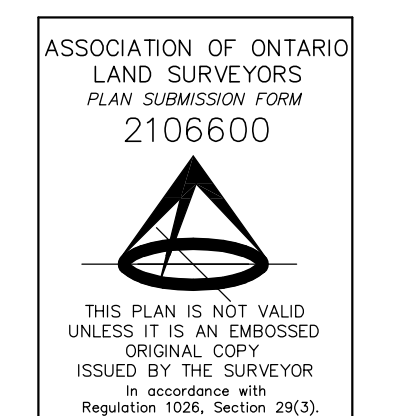 ASSOCIATION OF ONTARIO
LAND SURVEYORS
PLAN SUBMISSION FORM
2106600
THIS PLAN IS NOT VALID
UNLESS IT IS AN EMBOSSED
ORIGINAL COPY
ISSUED BY THE SURVEYOR
In accordance with
Regulation 1026, Section 29(3).